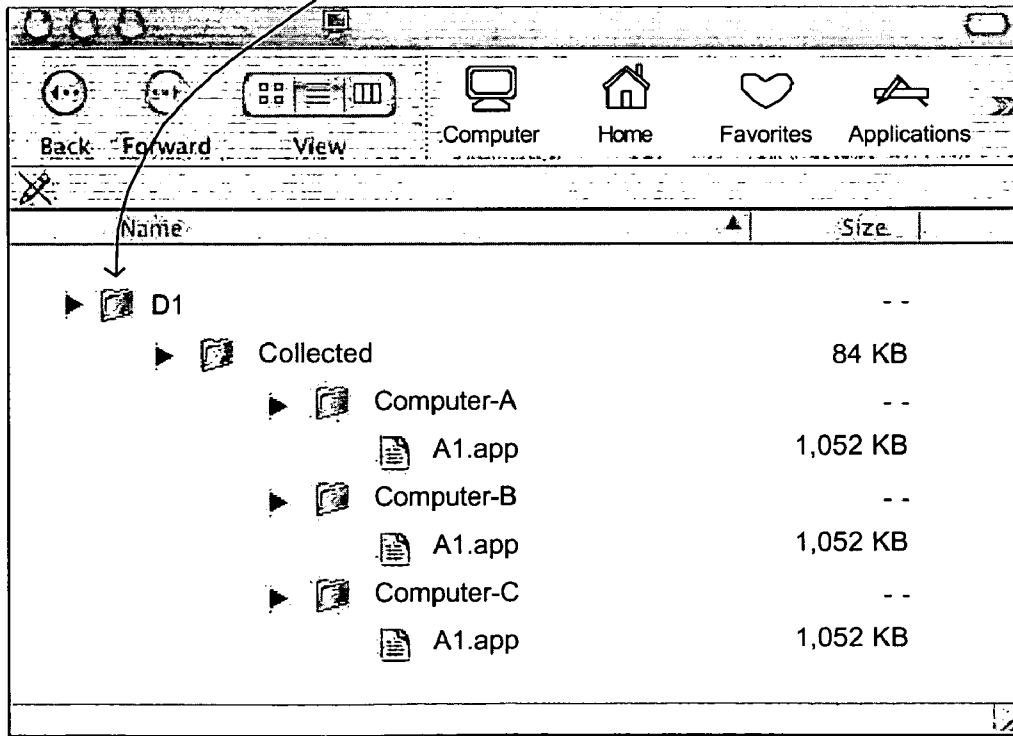 Back Forward View Computer Home Favorites Applications
Name Size
D1 - -
Collected 84 KB
Computer-A - -
A1.app 1,052 KB
Computer-B - -
A1.app 1,052 KB
Computer-C - -
A1.app 1,052 KB